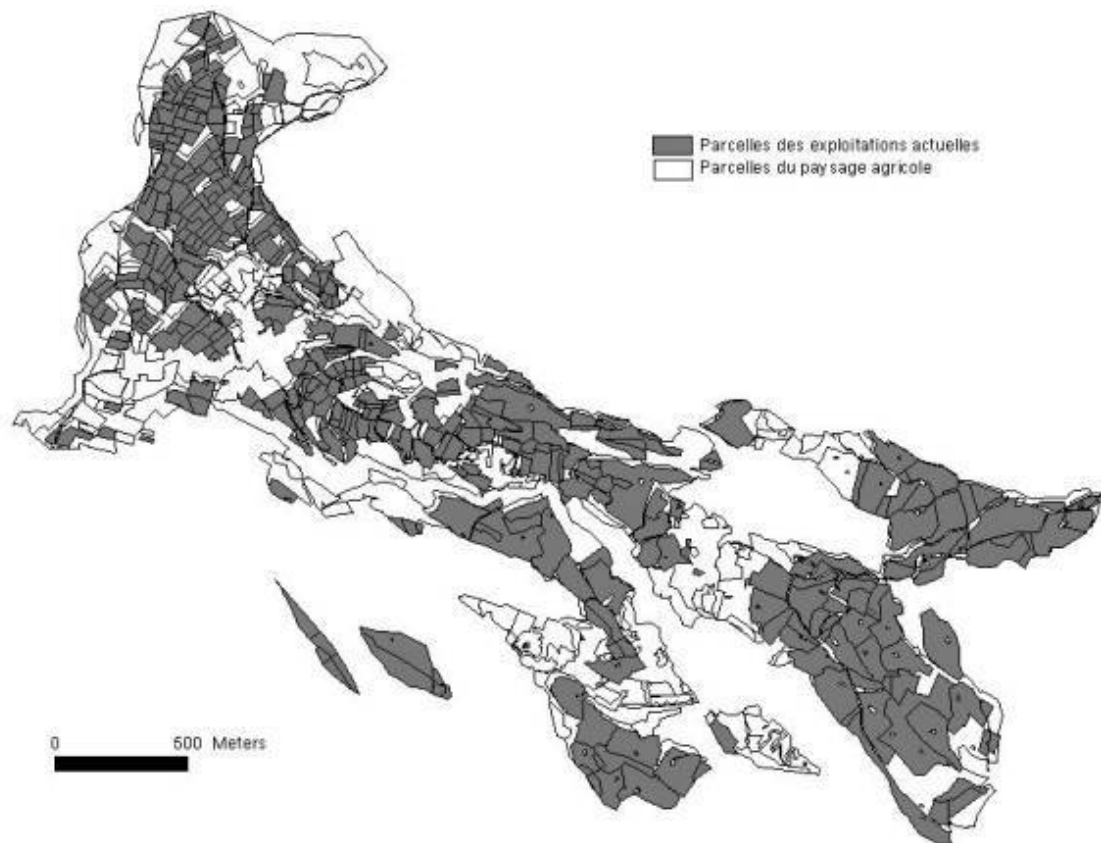 Parcelles des exploitations actuelles
Parcelles du paysage agricole
0 500 Meters